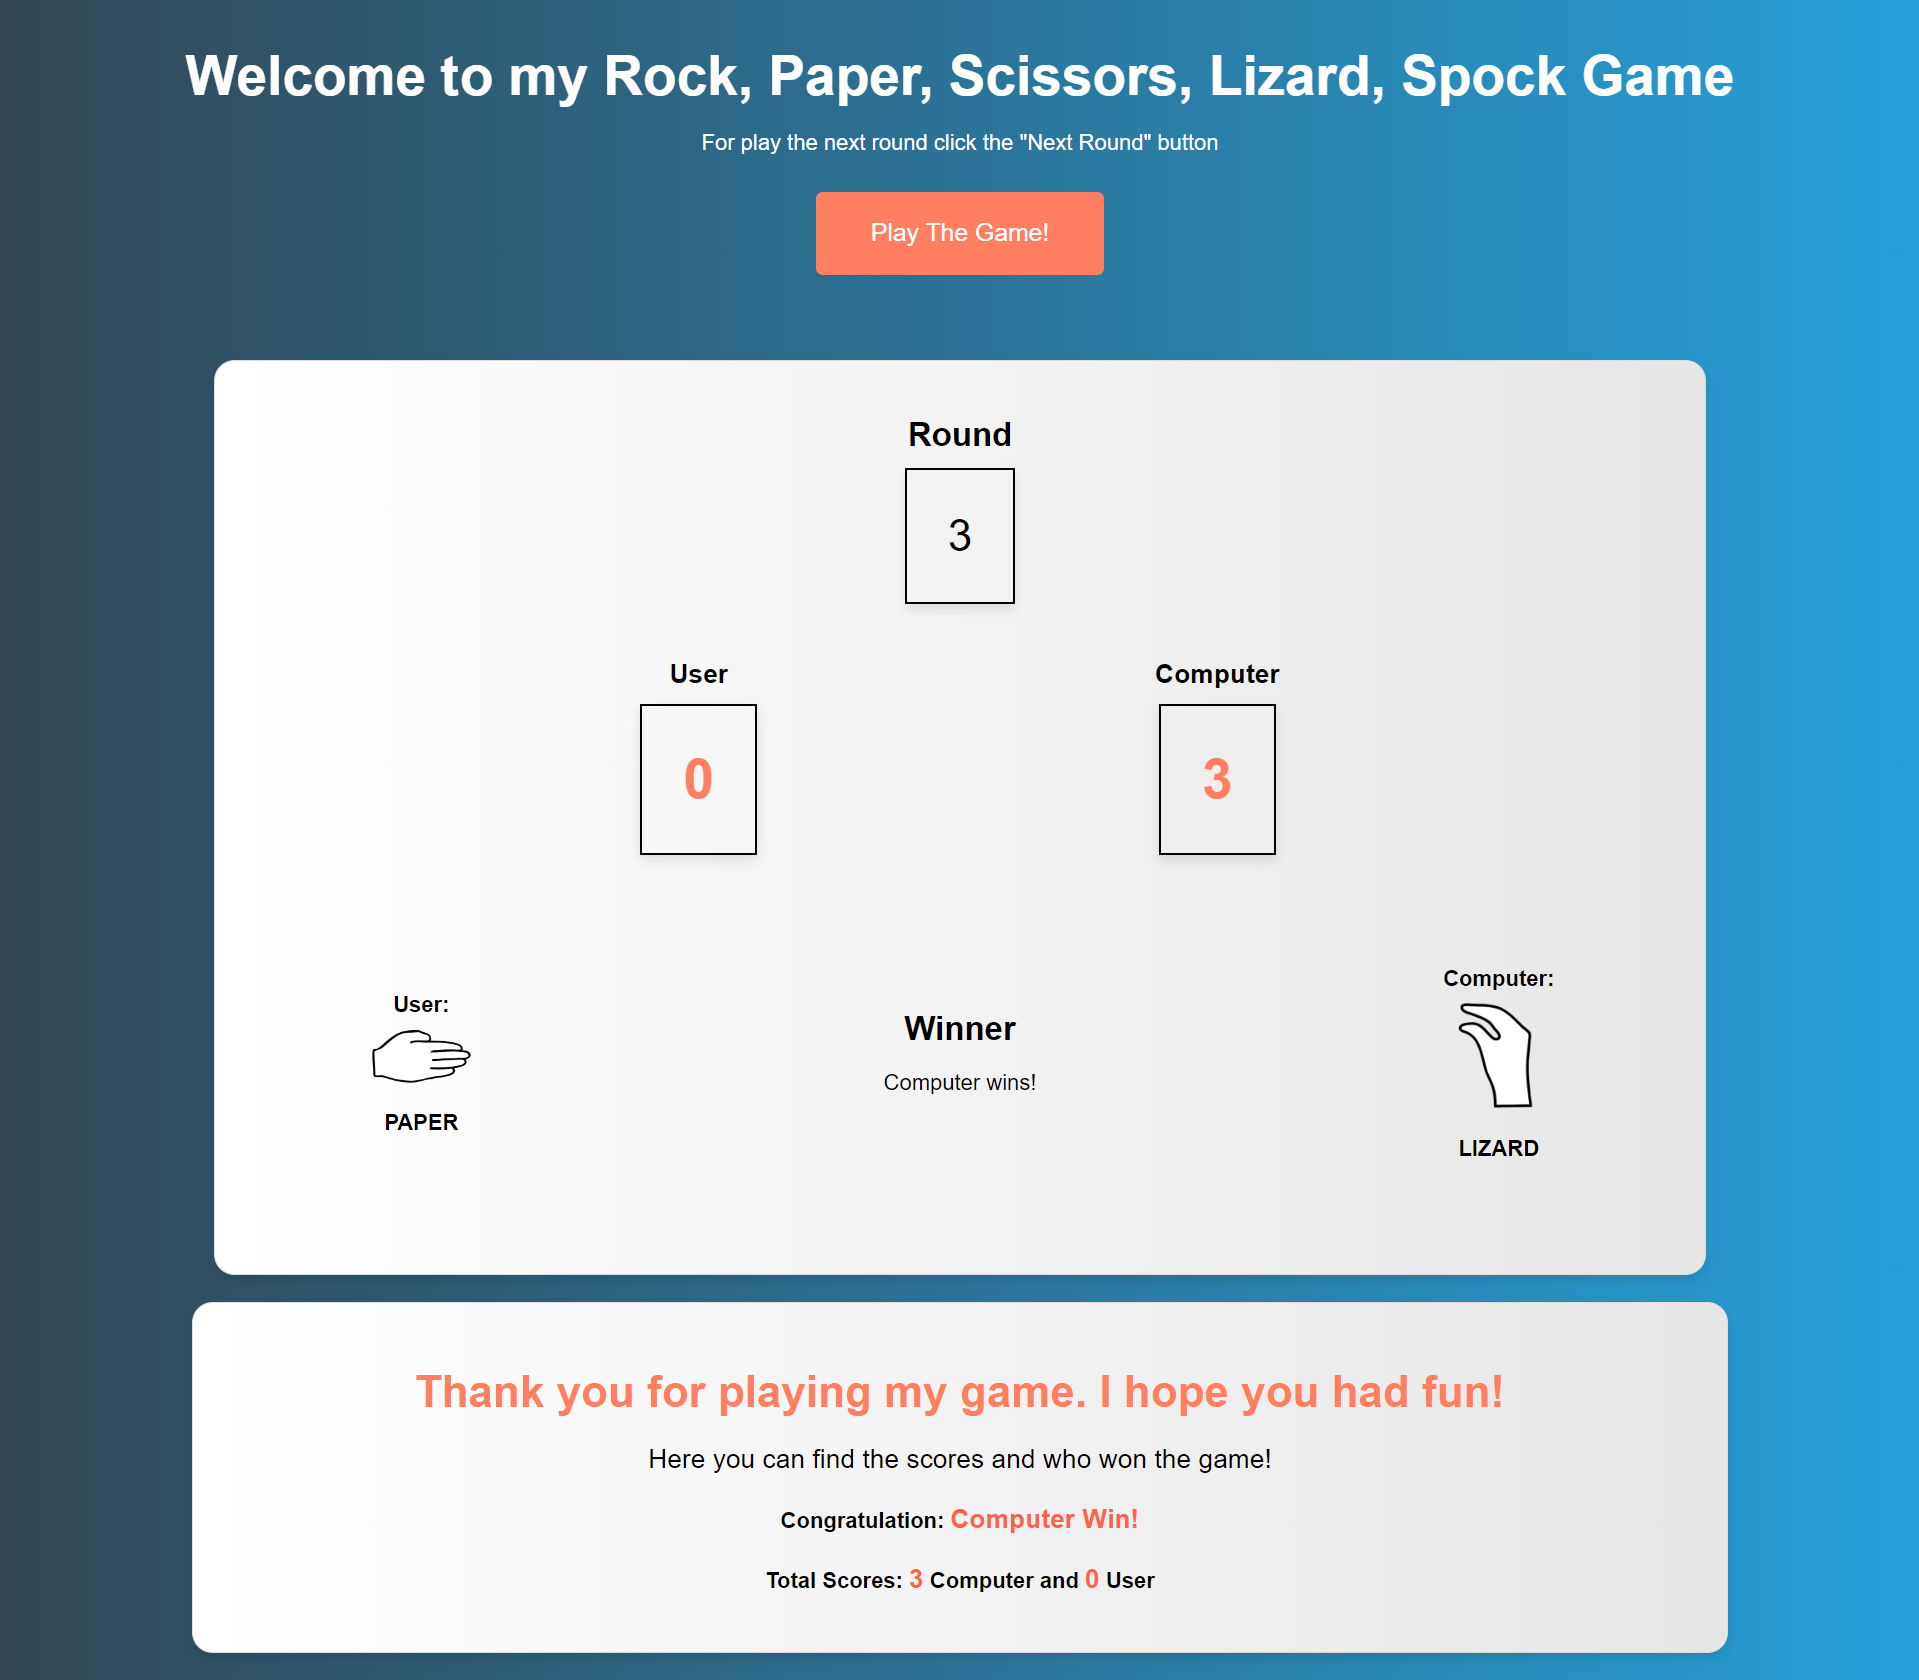 Welcome to my Rock, Paper, Scissors, Lizard, Spock Game
For play the next round click the "Next Round" button
Play The Game!
Round
3
User
Computer
0
3
User:
PAPER
Winner
Computer wins!
Computer:
LIZARD
Thank you for playing my game. I hope you had fun!
Here you can find the scores and who won the game!
Congratulation: Computer Win!
Total Scores: 3 Computer and 0 User